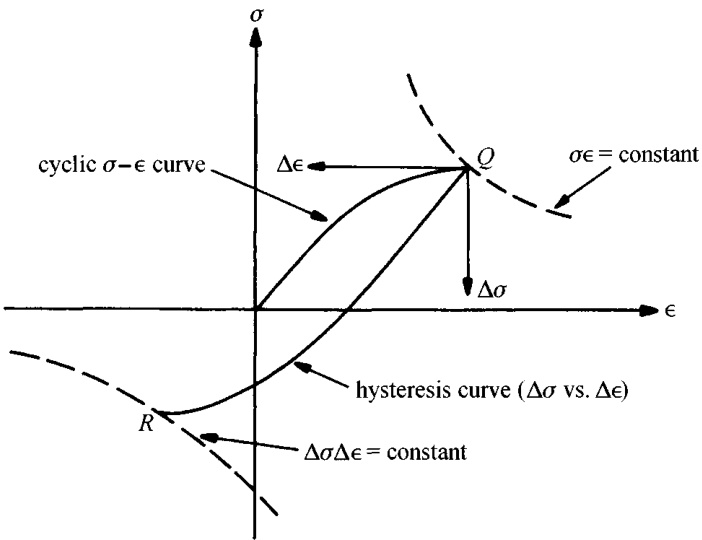 σ
cyclic σ–ϵ curve
Δϵ
Q
σϵ = constant
Δσ
ϵ
hysteresis curve (Δσ vs. Δϵ)
R
ΔσΔϵ = constant